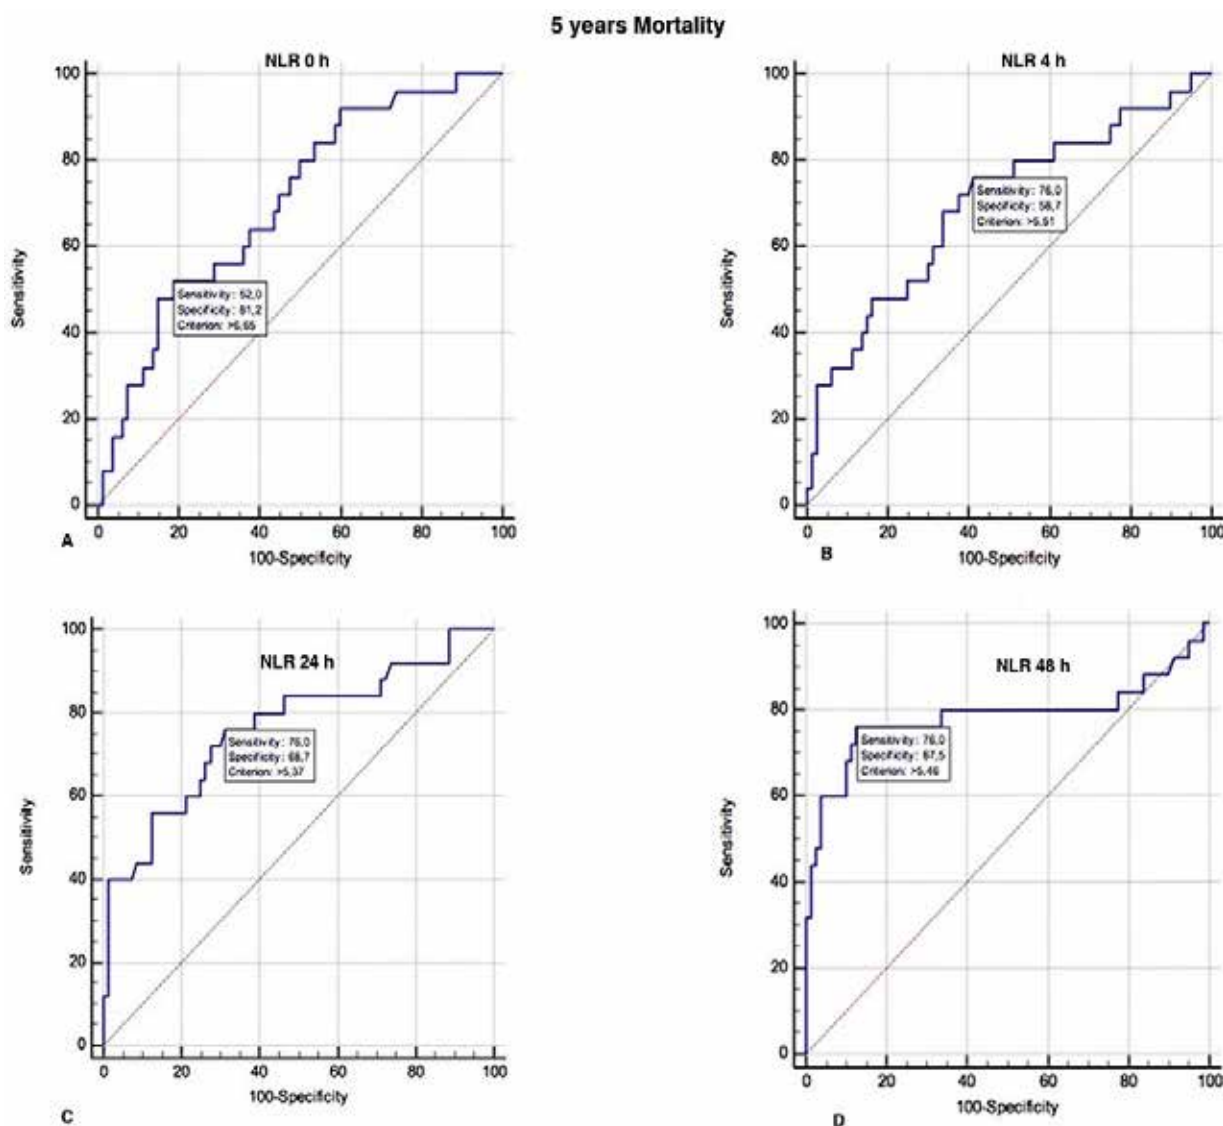 5 years Mortality
NLR 0 h
100
80
60
40
20
0
Sensitivity
Sensitivity: 52,0
Specificity: 81,2
Criterion: >6,65
0 20 40 60 80 100
100-Specificity
A
NLR 4 h
100
80
60
40
20
0
Sensitivity
Sensitivity: 76,0
Specificity: 58,7
Criterion: >5,51
0 20 40 60 80 100
100-Specificity
B
NLR 24 h
100
80
60
40
20
0
Sensitivity
Sensitivity: 76,0
Specificity: 68,7
Criterion: >5,37
0 20 40 60 80 100
100-Specificity
C
NLR 48 h
100
80
60
40
20
0
Sensitivity
Sensitivity: 76,0
Specificity: 87,5
Criterion: >5,46
0 20 40 60 80 100
100-Specificity
D